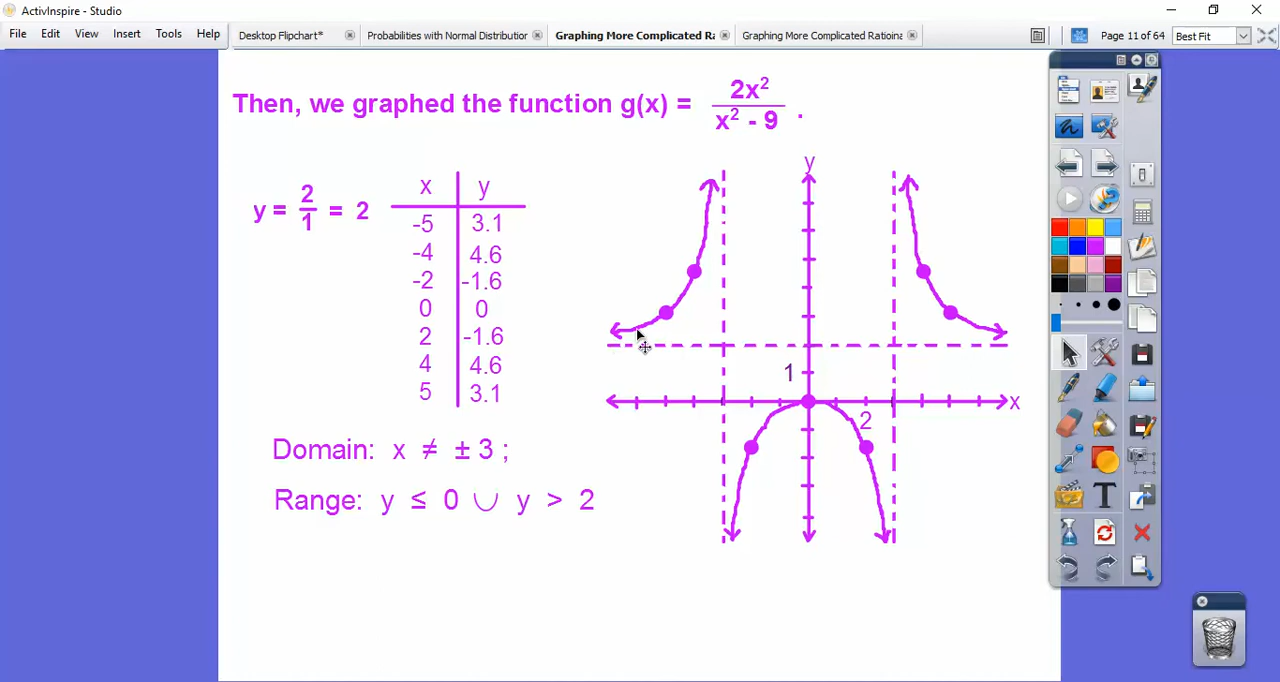 ActivInspire - Studio
File Edit View Insert Tools Help
Desktop Flipchart* Probabilities with Normal Distribution Graphing More Complicated Ra Graphing More Complicated Rationa Page 11 of 64 Best Fit
Then, we graphed the function g(x) = 2x² / x² - 9 .
y = 2/1 = 2
x y
-5 3.1
-4 4.6
-2 -1.6
0 0
2 -1.6
4 4.6
5 3.1
Domain: x ≠ ± 3 ;
Range: y ≤ 0 ∪ y > 2
y
1
x
2